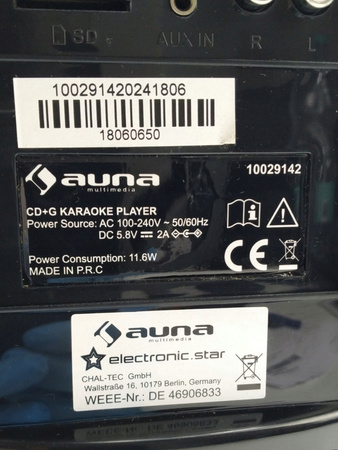 SD
AUX IN
R
L
100291420241806
18060650
auna
multimedia
10029142
CD+G KARAOKE PLAYER
Power Source: AC 100-240V ~ 50/60Hz
DC 5.8V ⎓ 2A
Power Consumption: 11.6W
MADE IN P.R.C
CE
auna
multimedia
electronic.star
CHAL-TEC GmbH
Wallstraße 16, 10179 Berlin, Germany
WEEE-Nr.: DE 46906833